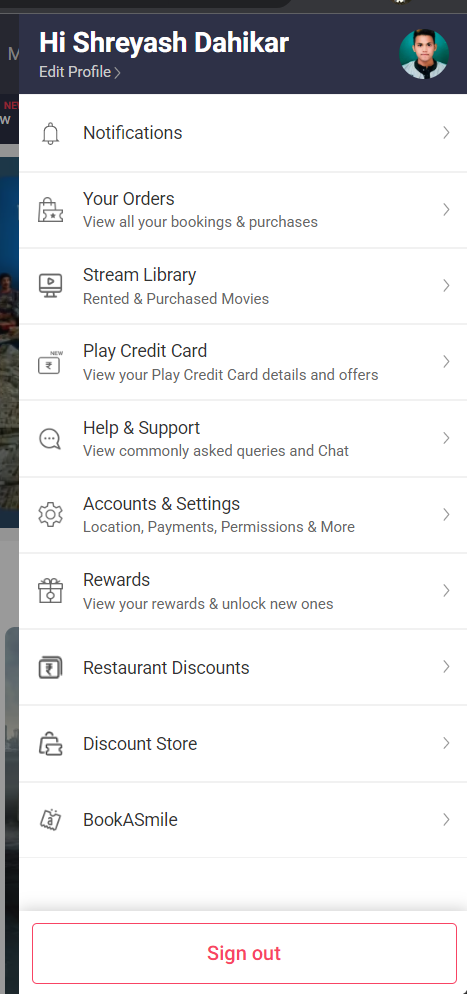 Hi Shreyash Dahikar
Edit Profile
M
NE
W
Notifications
Your Orders
View all your bookings & purchases
Stream Library
Rented & Purchased Movies
NEW
Play Credit Card
View your Play Credit Card details and offers
Help & Support
View commonly asked queries and Chat
Accounts & Settings
Location, Payments, Permissions & More
Rewards
View your rewards & unlock new ones
Restaurant Discounts
Discount Store
BookASmile
Sign out